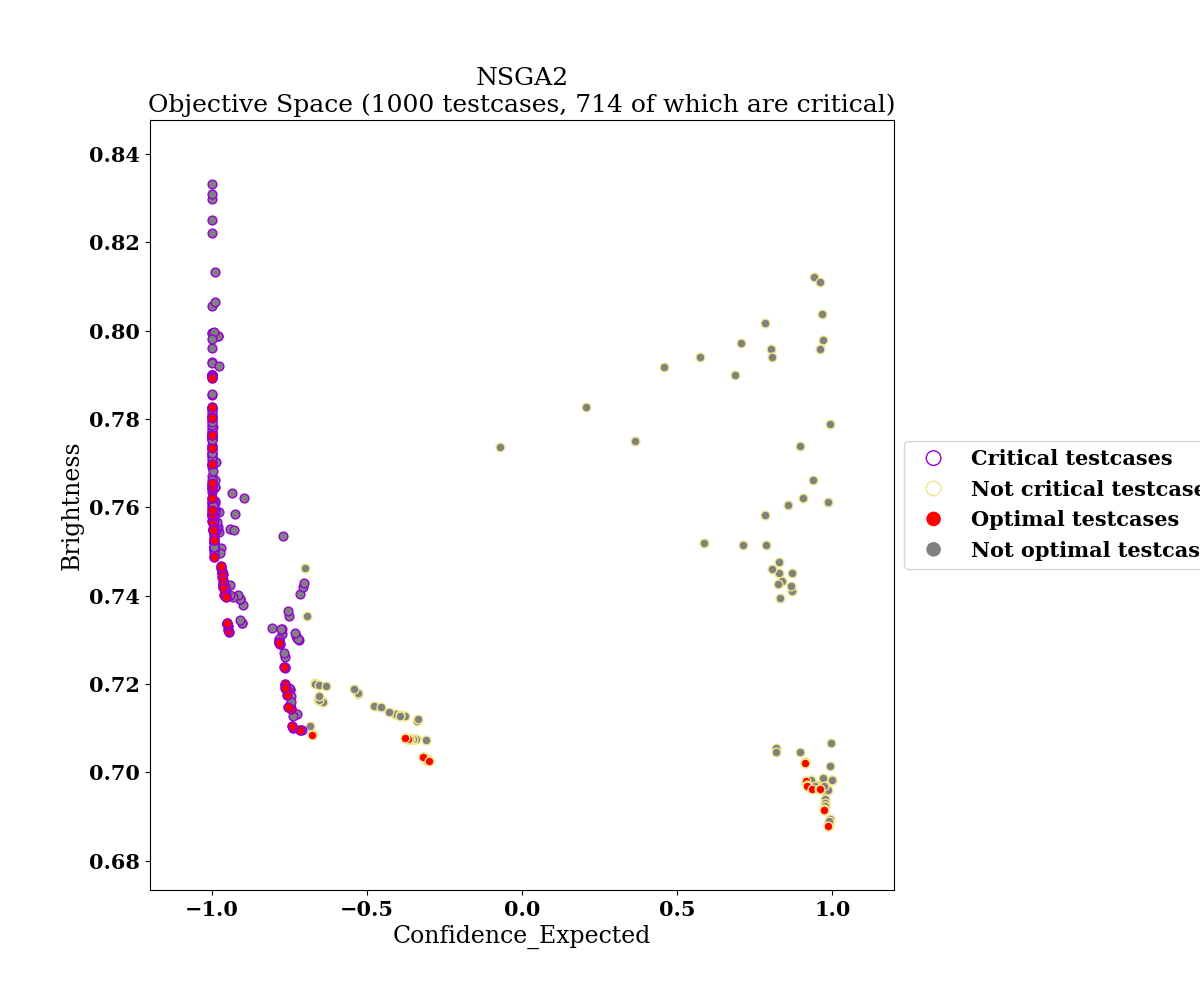 NSGA2
Objective Space (1000 testcases, 714 of which are critical)
0.84
0.82
0.80
0.78
0.76
0.74
0.72
0.70
0.68
Brightness
−1.0
−0.5
0.0
0.5
1.0
Confidence_Expected
Critical testcases
Not critical testcase
Optimal testcases
Not optimal testcas